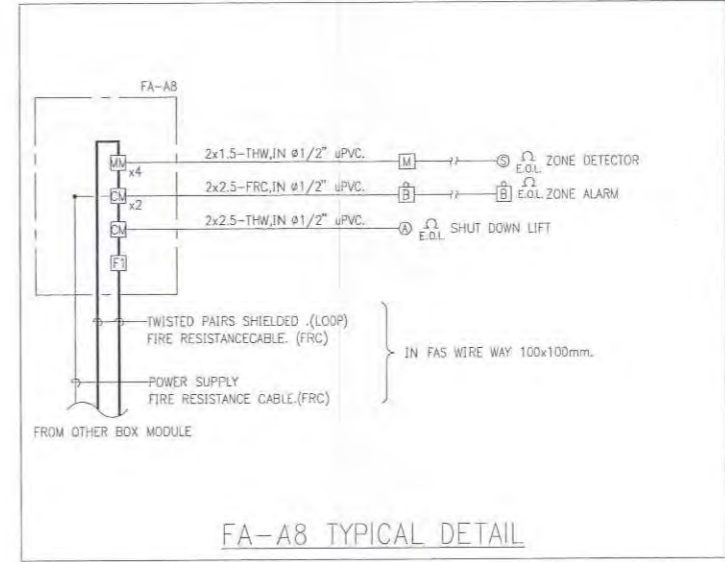 FA-A8
MM x4 2x1.5-THW,IN ø1/2" uPVC. M S Ω E.O.L. ZONE DETECTOR
CM x2 2x2.5-FRC,IN ø1/2" uPVC. B B Ω E.O.L. ZONE ALARM
CM 2x2.5-THW,IN ø1/2" uPVC. A Ω E.O.L. SHUT DOWN LIFT
F1
TWISTED PAIRS SHIELDED .(LOOP)
FIRE RESISTANCECABLE. (FRC)
IN FAS WIRE WAY 100x100mm.
POWER SUPPLY
FIRE RESISTANCE CABLE.(FRC)
FROM OTHER BOX MODULE
FA-A8 TYPICAL DETAIL